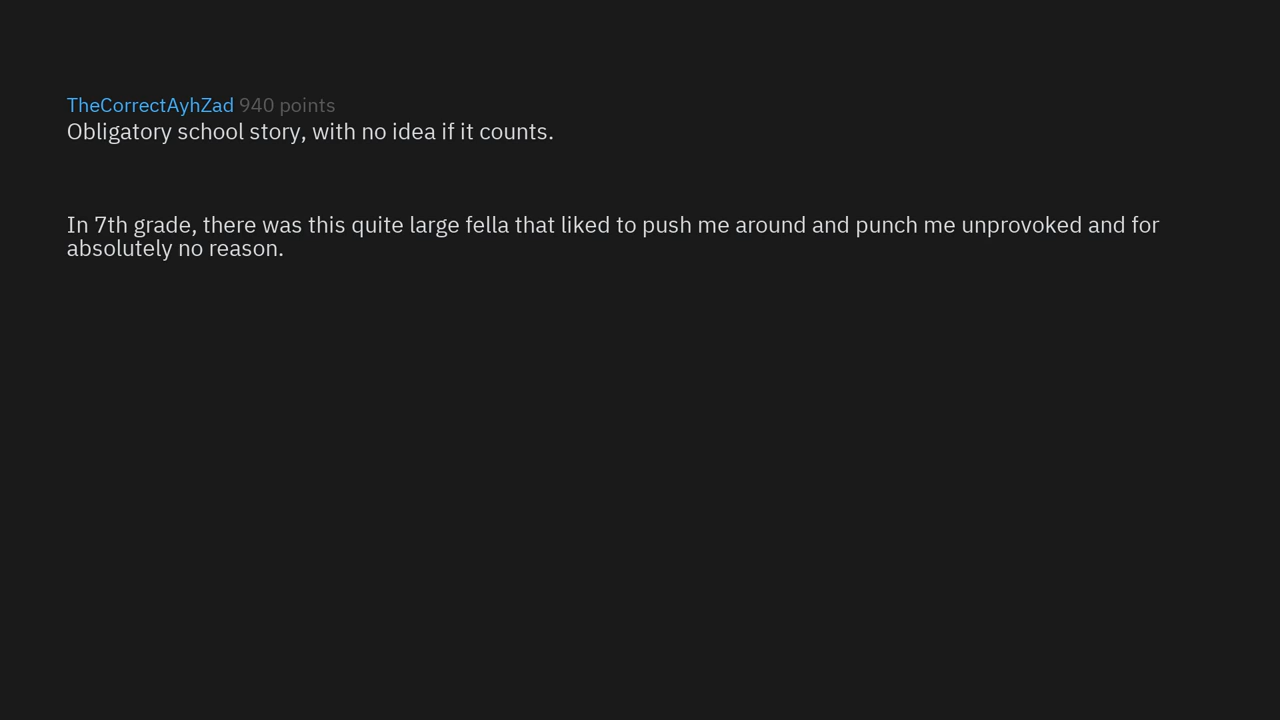 TheCorrectAyhZad 940 points
Obligatory school story, with no idea if it counts.
In 7th grade, there was this quite large fella that liked to push me around and punch me unprovoked and for
absolutely no reason.